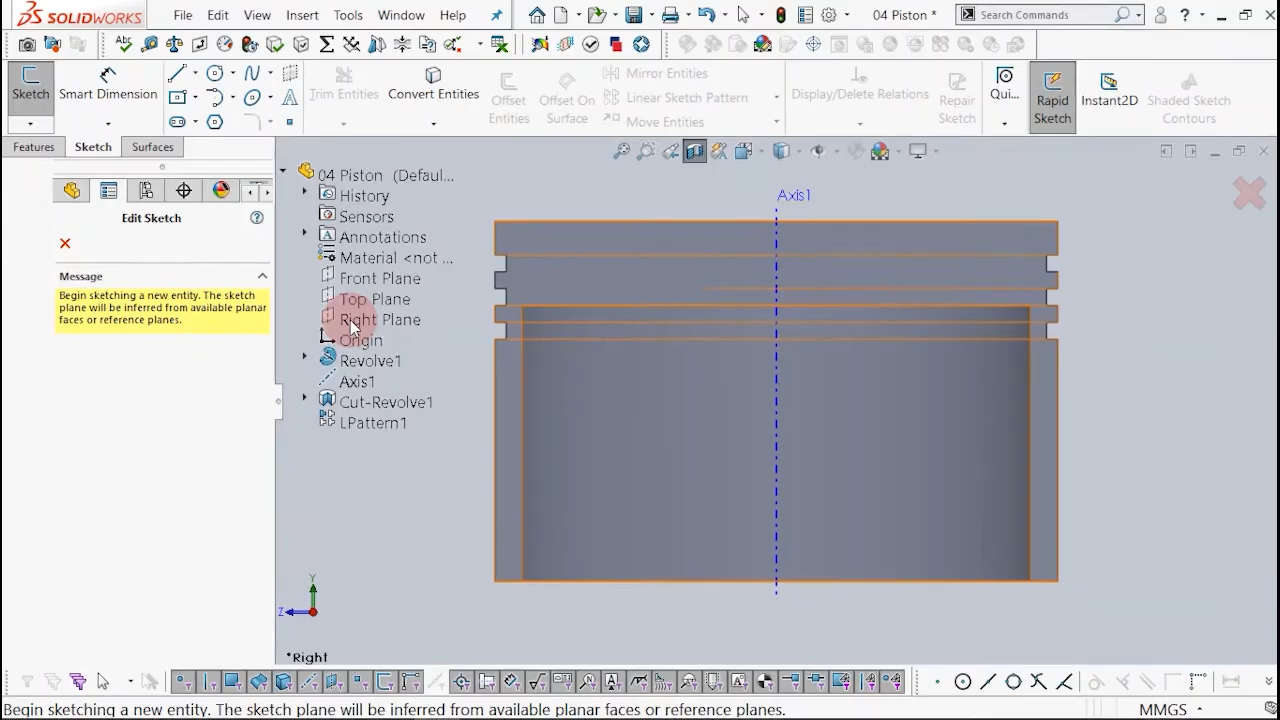 SOLIDWORKS File Edit View Insert Tools Window Help 04 Piston * Search Commands ?
Sketch Smart Dimension Trim Entities Convert Entities Offset Entities Offset On Surface Mirror Entities Linear Sketch Pattern Move Entities Display/Delete Relations Repair Sketch Qui... Rapid Sketch Instant2D Shaded Sketch Contours
Features Sketch Surfaces
Edit Sketch
Message
Begin sketching a new entity. The sketch
plane will be inferred from available planar
faces or reference planes.
04 Piston (Defaul...
History
Sensors
Annotations
Material <not ...
Front Plane
Top Plane
Right Plane
Origin
Revolve1
Axis1
Cut-Revolve1
LPattern1
Axis1
Y
Z
*Right
Begin sketching a new entity. The sketch plane will be inferred from available planar faces or reference planes. MMGS